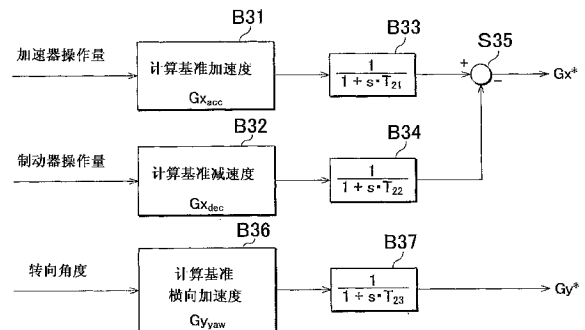 B31
加速器操作量
计算基准加速度
Gxacc
B33
1
1 + s・T21
S35
+
−
Gx*
B32
制动器操作量
计算基准减速度
Gxdec
B34
1
1 + s・T22
B36
转向角度
计算基准
横向加速度
Gyyaw
B37
1
1 + s・T23
Gy*